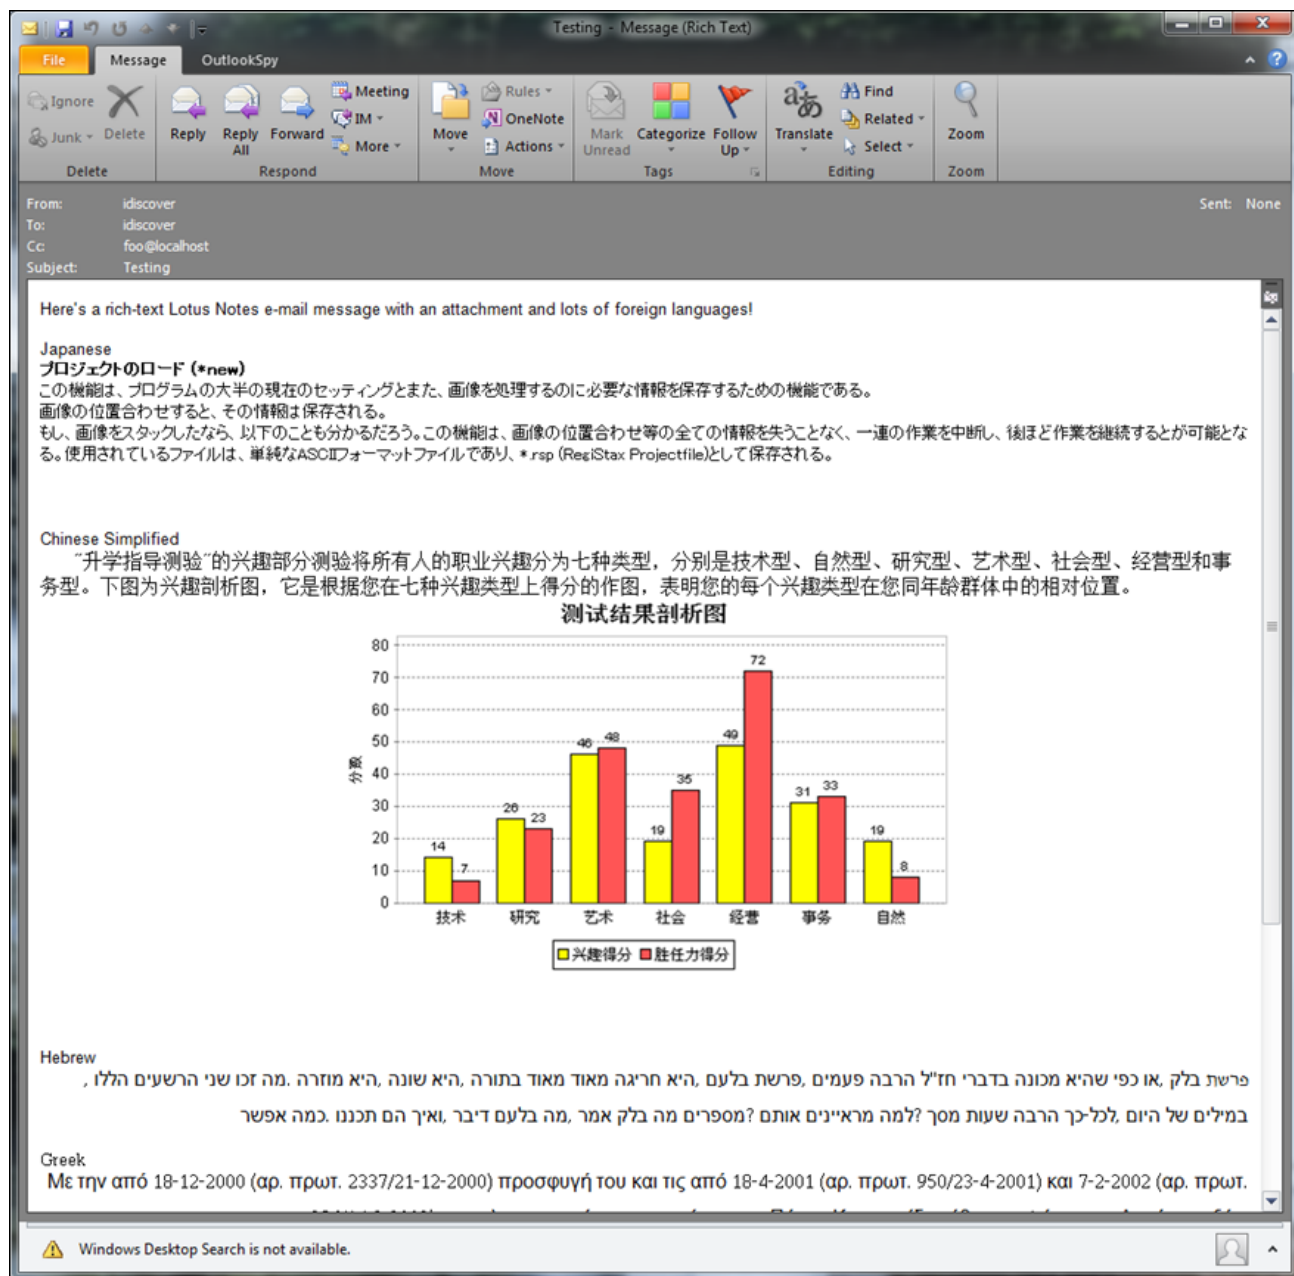 Testing - Message (Rich Text)
File Message OutlookSpy
Ignore
Junk
Delete
Reply
Reply All
Forward
Meeting
IM
More
Move
Rules
OneNote
Actions
Mark Unread
Categorize
Follow Up
Translate
Find
Related
Select
Zoom
Delete Respond Move Tags Editing Zoom
From: idiscover Sent: None
To: idiscover
Cc: foo@localhost
Subject: Testing
Here's a rich-text Lotus Notes e-mail message with an attachment and lots of foreign languages!
Japanese
プロジェクトのロード (*new)
この機能は、プログラムの大半の現在のセッティングとまた、画像を処理するのに必要な情報を保存するための機能である。
画像の位置合わせすると、その情報は保存される。
もし、画像をスタックしたなら、以下のことも分かるだろう。この機能は、画像の位置合わせ等の全ての情報を失うことなく、一連の作業を中断し、後ほど作業を継続するとが可能とな
る。使用されているファイルは、単純なASCIIフォーマットファイルであり、*.rsp (RegiStax Projectfile)として保存される。
Chinese Simplified
"升学指导测验"的兴趣部分测验将所有人的职业兴趣分为七种类型，分别是技术型、自然型、研究型、艺术型、社会型、经营型和事
务型。下图为兴趣剖析图，它是根据您在七种兴趣类型上得分的作图，表明您的每个兴趣类型在您同年龄群体中的相对位置。
测试结果剖析图
80
70
60
50
40
30
20
10
0
分数
14 7 26 23 46 48 19 35 49 72 31 33 19 8
技术 研究 艺术 社会 经营 事务 自然
兴趣得分 胜任力得分
Hebrew
פרשת בלק ,או כפי שהיא מכונה בדברי חז"ל הרבה פעמים ,פרשת בלעם ,היא חריגה מאוד מאוד בתורה ,היא שונה ,היא מוזרה .מה זכו שני הרשעים הללו ,
במילים של היום ,לכל-כך הרבה שעות מסך ?למה מראיינים אותם ?מספרים מה בלק אמר ,מה בלעם דיבר ,ואיך הם תכננו .כמה אפשר
Greek
Με την από 18-12-2000 (αρ. πρωτ. 2337/21-12-2000) προσφυγή του και τις από 18-4-2001 (αρ. πρωτ. 950/23-4-2001) και 7-2-2002 (αρ. πρωτ.
Windows Desktop Search is not available.